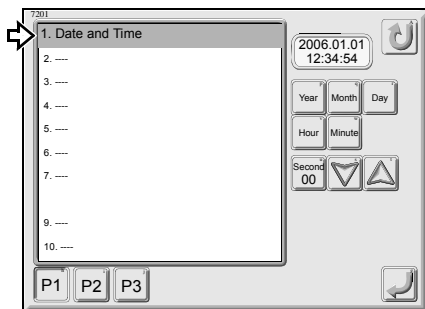 7201
1. Date and Time
2. ----
3. ----
4. ----
5. ----
6. ----
7. ----
9. ----
10. ----
2006.01.01
12:34:54
Year Month Day
Hour Minute
Second
00
P1 P2 P3